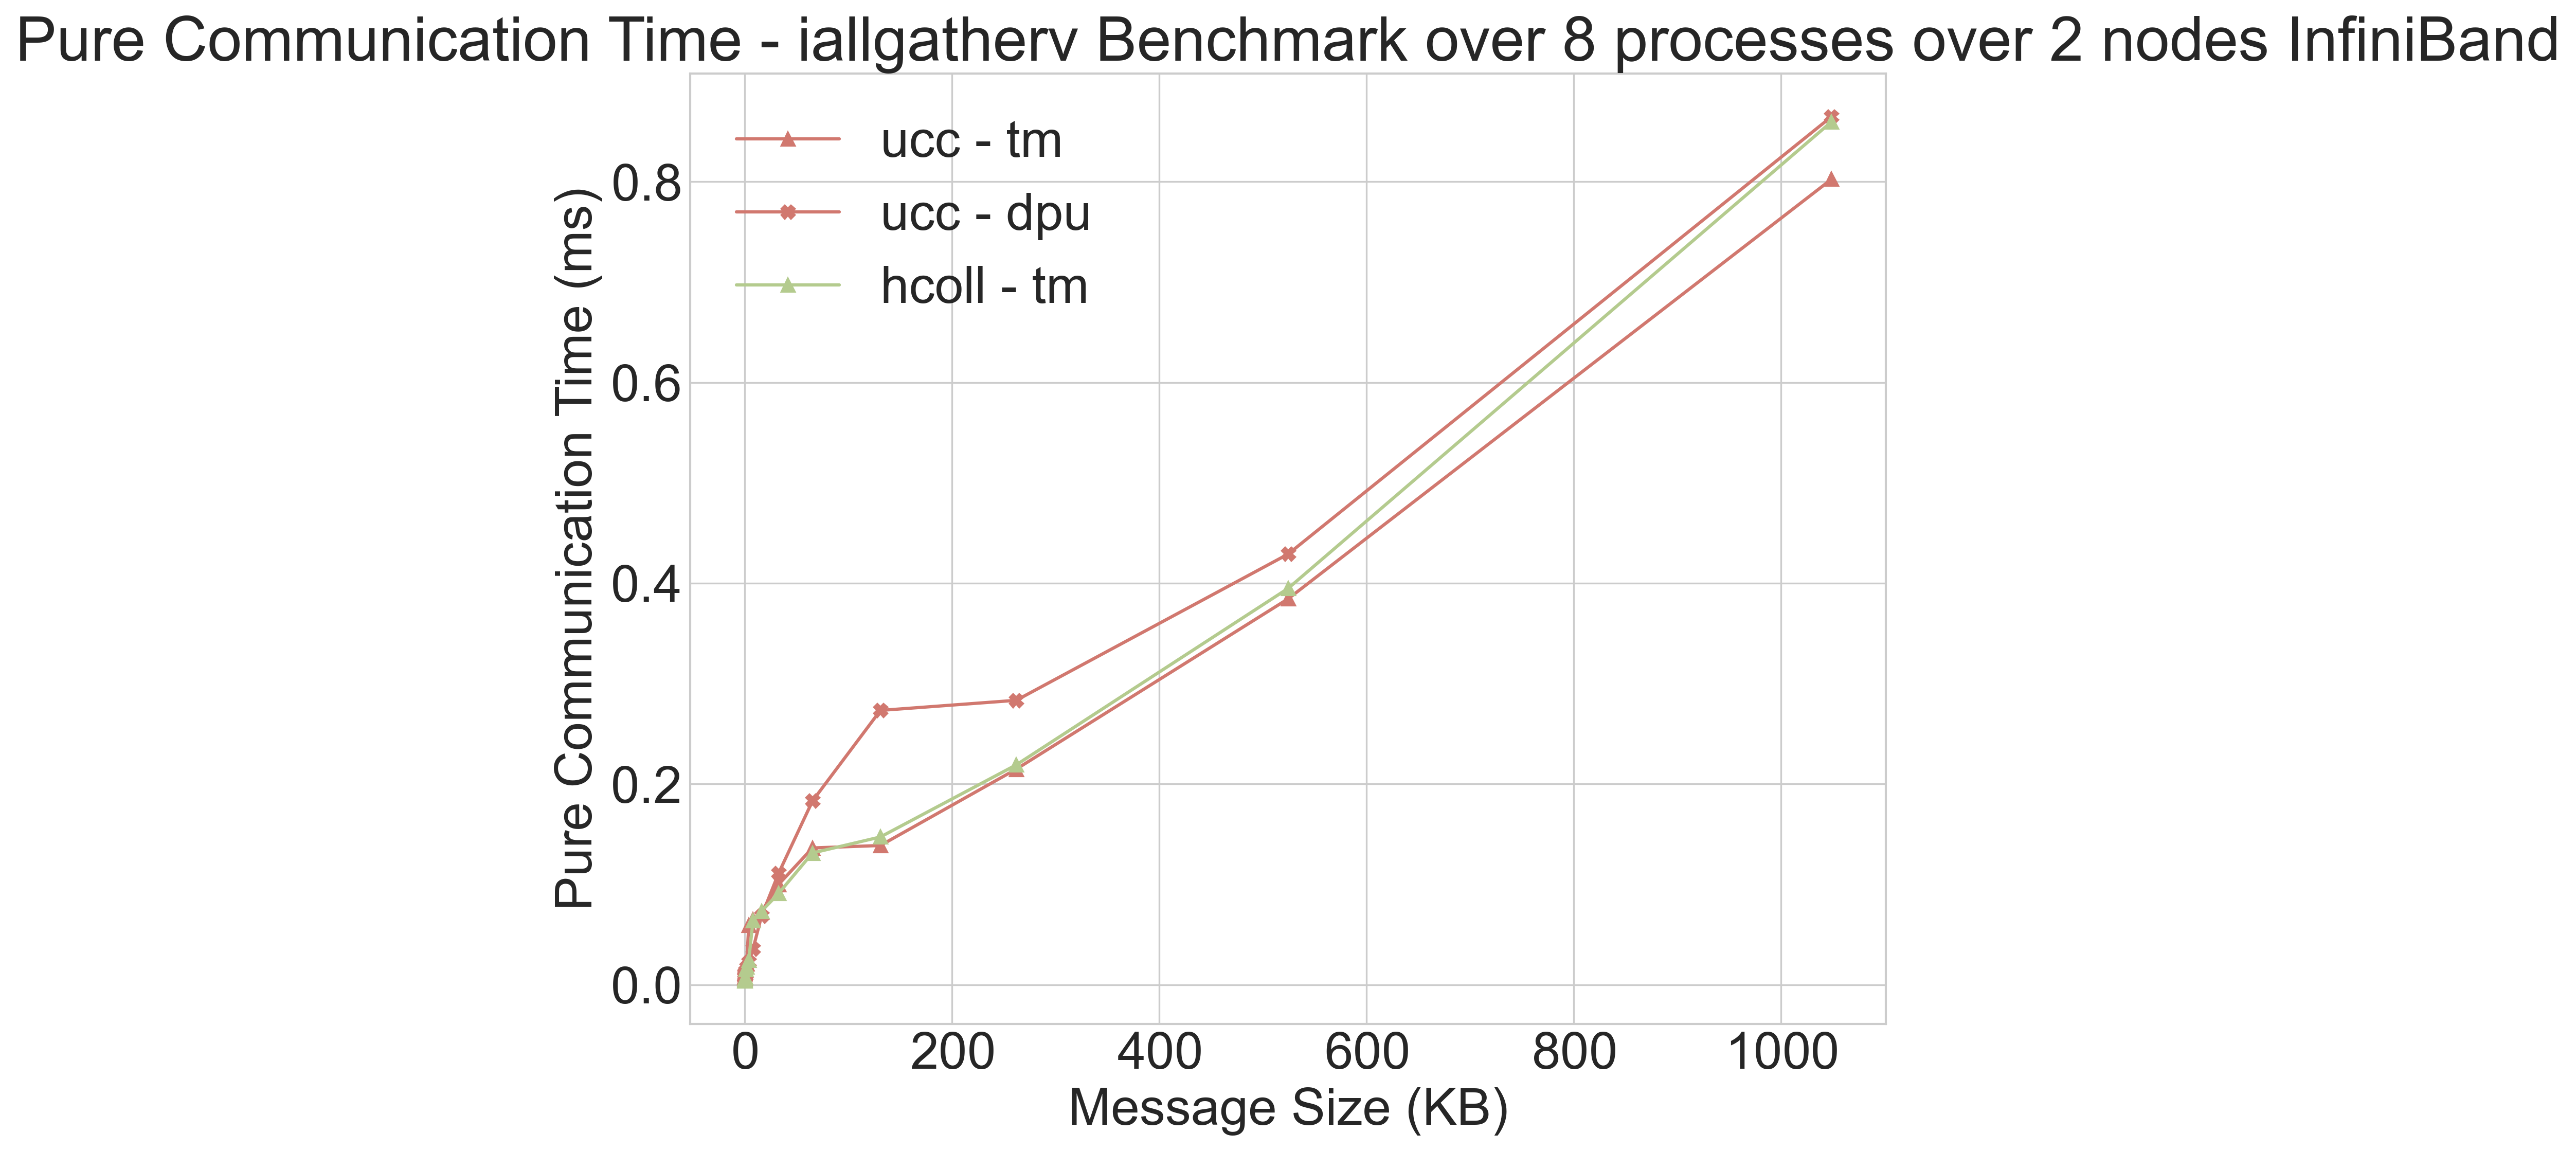 Pure Communication Time - iallgatherv Benchmark over 8 processes over 2 nodes InfiniBand
ucc - tm
ucc - dpu
hcoll - tm
Pure Communication Time (ms)
0.8
0.6
0.4
0.2
0.0
0 200 400 600 800 1000
Message Size (KB)